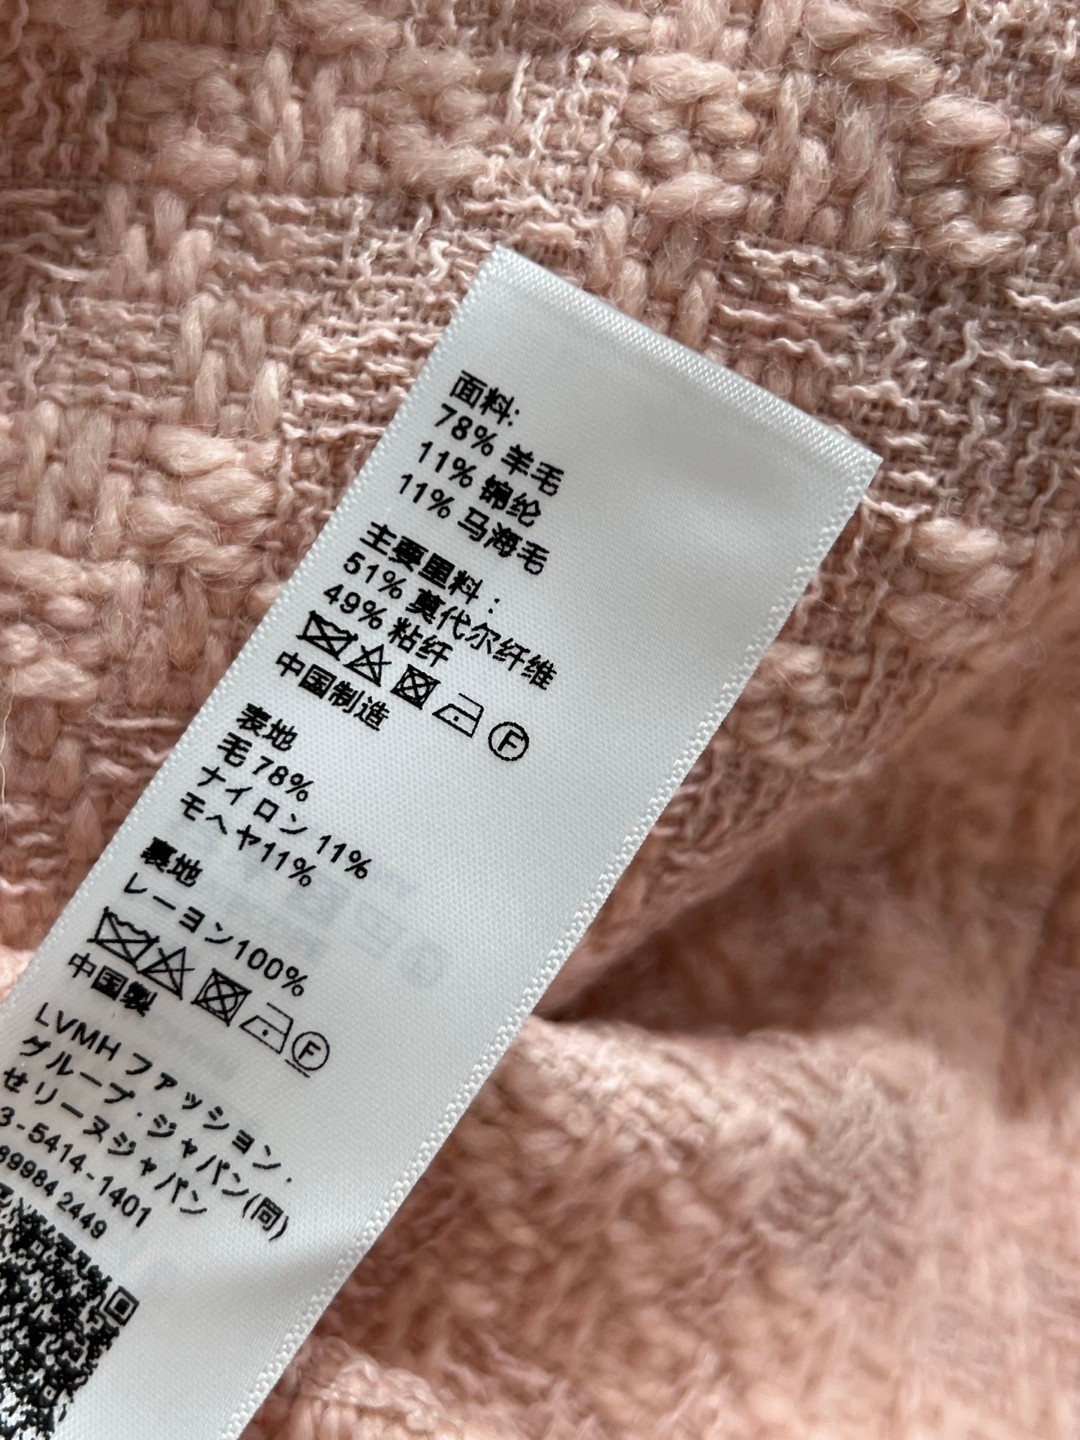 面料:
78% 羊毛
11% 锦纶
11% 马海毛
主要里料:
51% 莫代尔纤维
49% 粘纤
F
中国制造
表地
毛 78%
ナイロン 11%
モヘヤ11%
裏地
レーヨン100%
F
中国製
LVMH ファッション.
グループ・ジャパン(同)
せリーヌジャパン
3-5414-1401
89984 2449